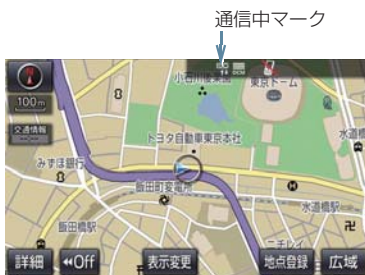 通信中マーク
DCM
小石川後楽園
東京ドーム
100m
交通情報
トヨタ自動車東京本社
水道橋
みずほ銀行
飯田町変電所
水道橋駅
飯田橋駅
ニチレイ
詳細
◀◀Off
表示変更
地点登録
広域